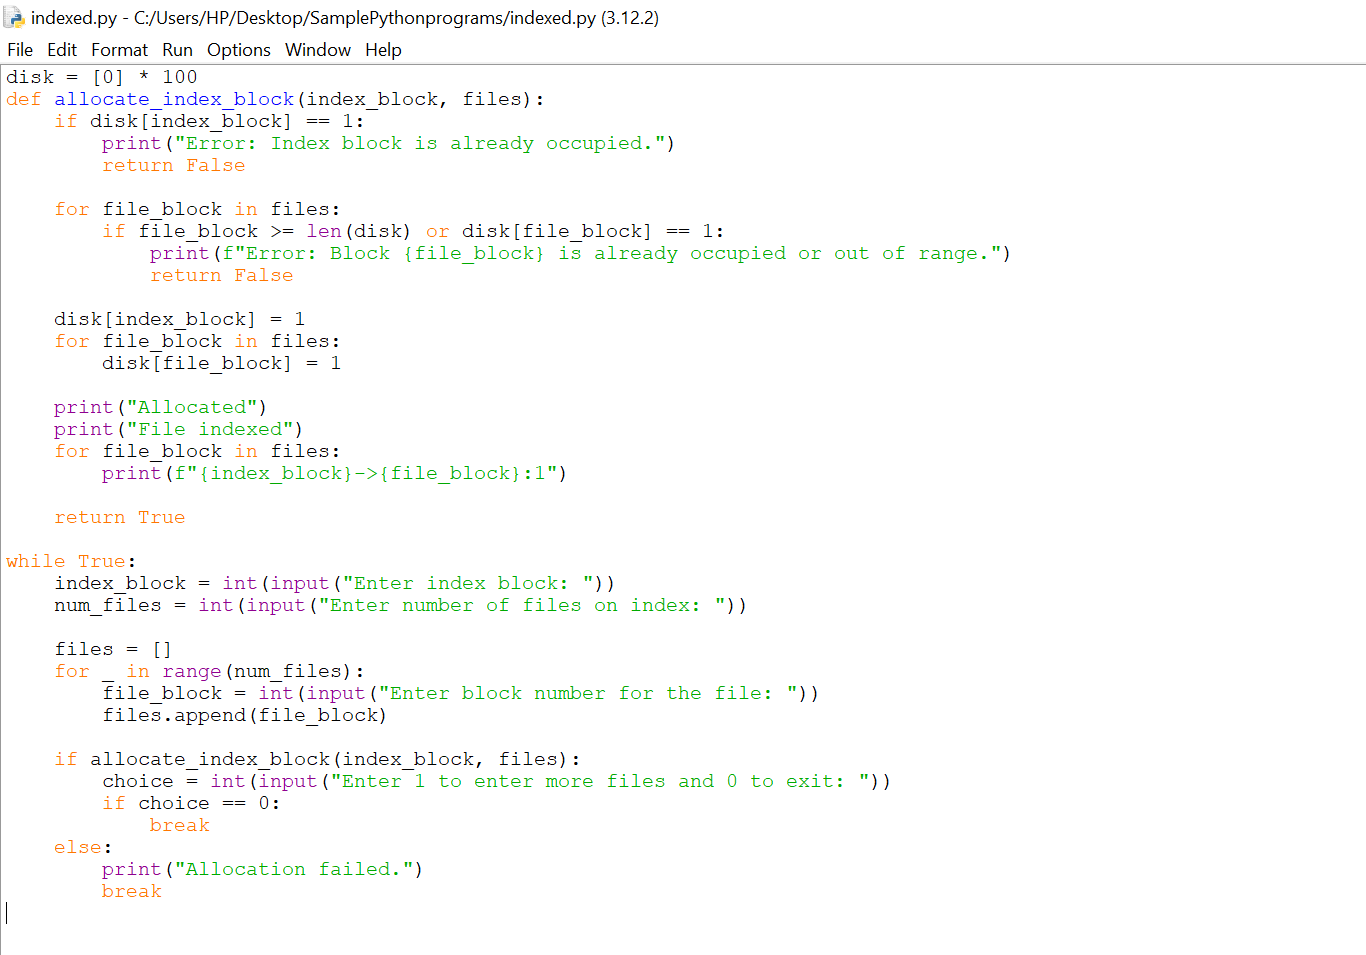 indexed.py - C:/Users/HP/Desktop/SamplePythonprograms/indexed.py (3.12.2)
File Edit Format Run Options Window Help
disk = [0] * 100
def allocate_index_block(index_block, files):
    if disk[index_block] == 1:
        print("Error: Index block is already occupied.")
        return False

    for file_block in files:
        if file_block >= len(disk) or disk[file_block] == 1:
            print(f"Error: Block {file_block} is already occupied or out of range.")
            return False

    disk[index_block] = 1
    for file_block in files:
        disk[file_block] = 1

    print("Allocated")
    print("File indexed")
    for file_block in files:
        print(f"{index_block}->{file_block}:1")

    return True

while True:
    index_block = int(input("Enter index block: "))
    num_files = int(input("Enter number of files on index: "))

    files = []
    for _ in range(num_files):
        file_block = int(input("Enter block number for the file: "))
        files.append(file_block)

    if allocate_index_block(index_block, files):
        choice = int(input("Enter 1 to enter more files and 0 to exit: "))
        if choice == 0:
            break
    else:
        print("Allocation failed.")
        break